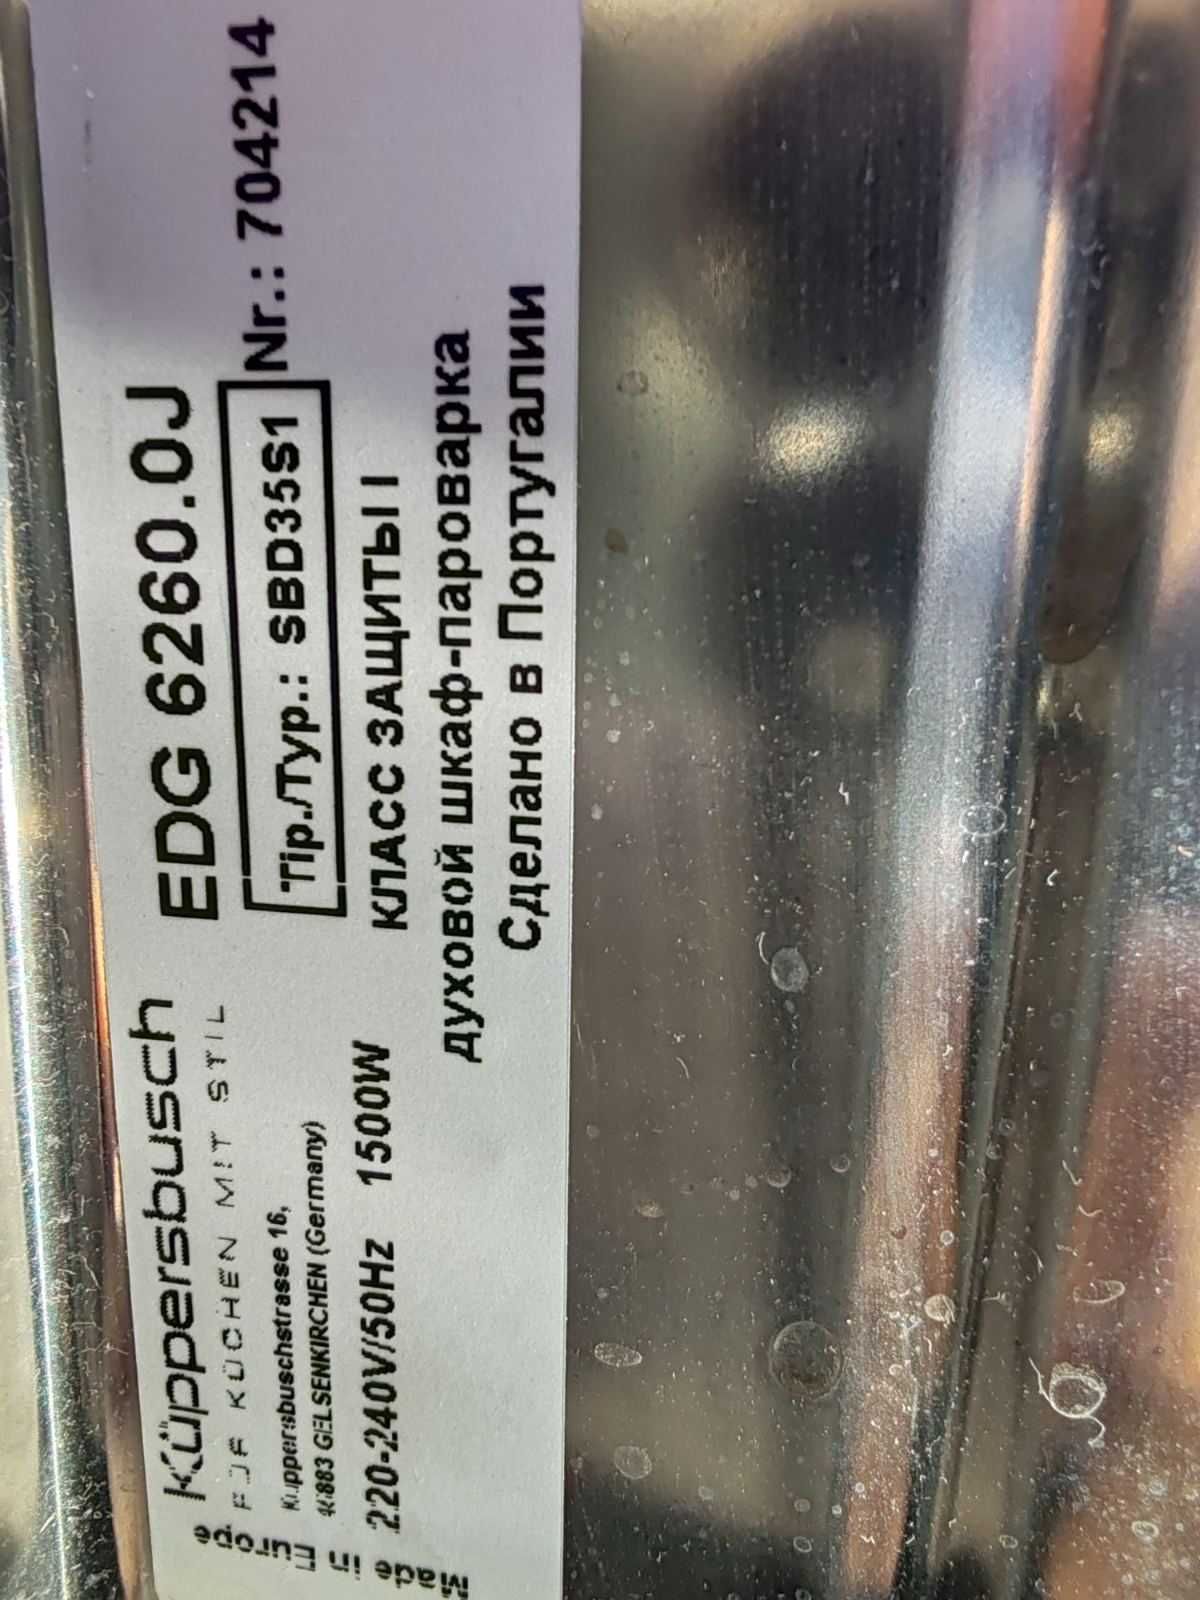 Küppersbusch
FÜR KÜCHEN MIT STIL
Küppersbuschstrasse 16,
45883 GELSENKIRCHEN (Germany)
220-240V/50Hz 1500W
Made in Europe
EDG 6260.0J
Tip./Typ.: SBD35S1 Nr.: 704214
КЛАСС ЗАЩИТЫ I
духовой шкаф-пароварка
Сделано в Португалии